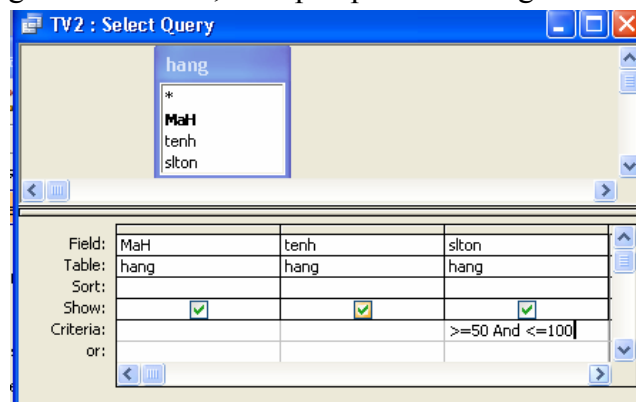 TV2 : Select Query
hang
*
MaH
tenh
slton
Field: MaH tenh slton
Table: hang hang hang
Sort:
Show:
Criteria: >=50 And <=100
or: